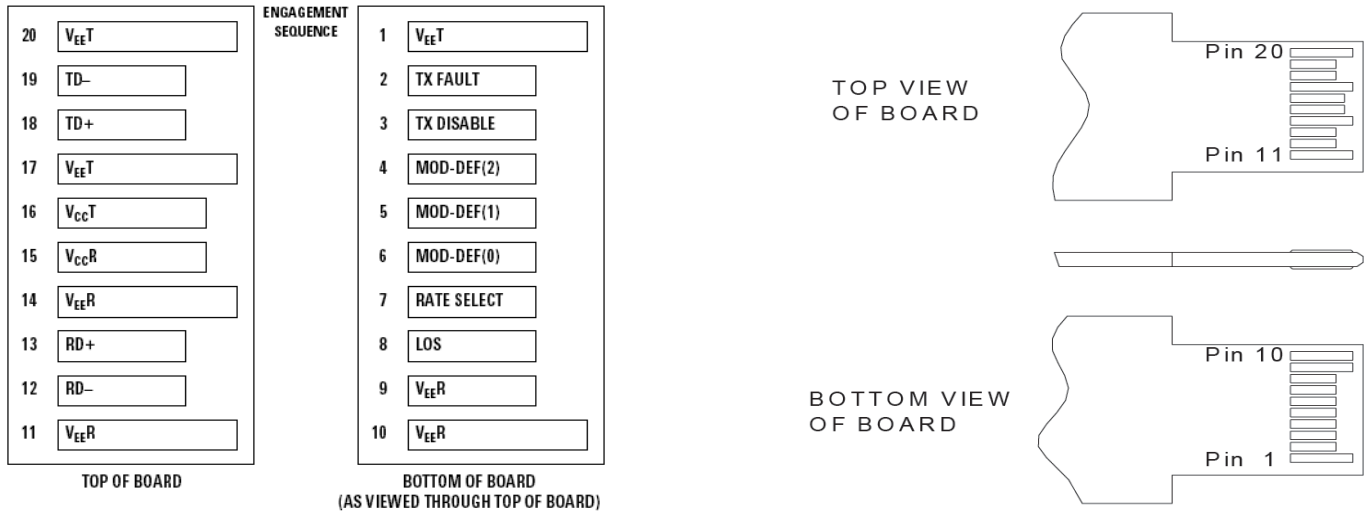 ENGAGEMENT
SEQUENCE
20 VEET
19 TD–
18 TD+
17 VEET
16 VCCT
15 VCCR
14 VEER
13 RD+
12 RD–
11 VEER
TOP OF BOARD
1 VEET
2 TX FAULT
3 TX DISABLE
4 MOD-DEF(2)
5 MOD-DEF(1)
6 MOD-DEF(0)
7 RATE SELECT
8 LOS
9 VEER
10 VEER
BOTTOM OF BOARD
(AS VIEWED THROUGH TOP OF BOARD)
TOP VIEW
OF BOARD
Pin 20
Pin 11
BOTTOM VIEW
OF BOARD
Pin 10
Pin 1